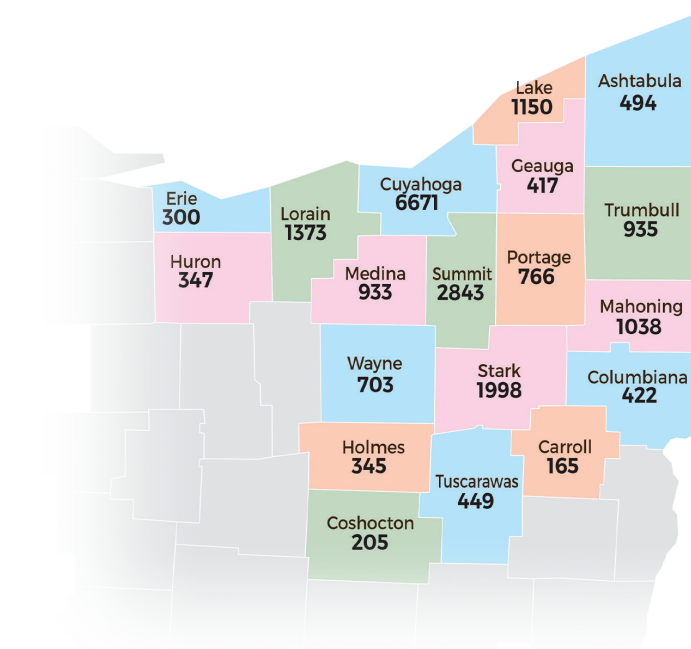 Lake
1150
Ashtabula
494
Geauga
417
Cuyahoga
6671
Erie
300
Lorain
1373
Trumbull
935
Huron
347
Medina
933
Summit
2843
Portage
766
Mahoning
1038
Wayne
703
Stark
1998
Columbiana
422
Holmes
345
Carroll
165
Tuscarawas
449
Coshocton
205